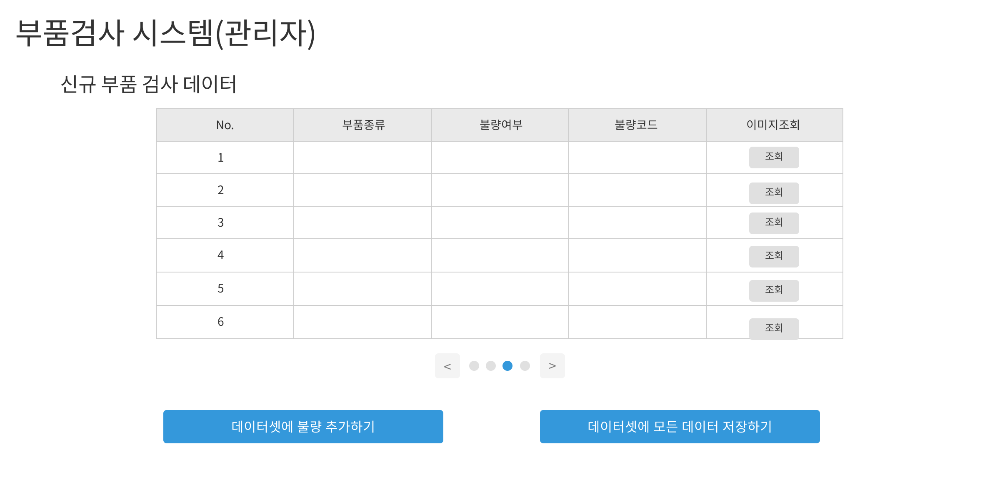 부품검사 시스템(관리자)
신규 부품 검사 데이터
No. 부품종류 불량여부 불량코드 이미지조회
1 조회
2 조회
3 조회
4 조회
5 조회
6 조회
< >
데이터셋에 불량 추가하기 데이터셋에 모든 데이터 저장하기